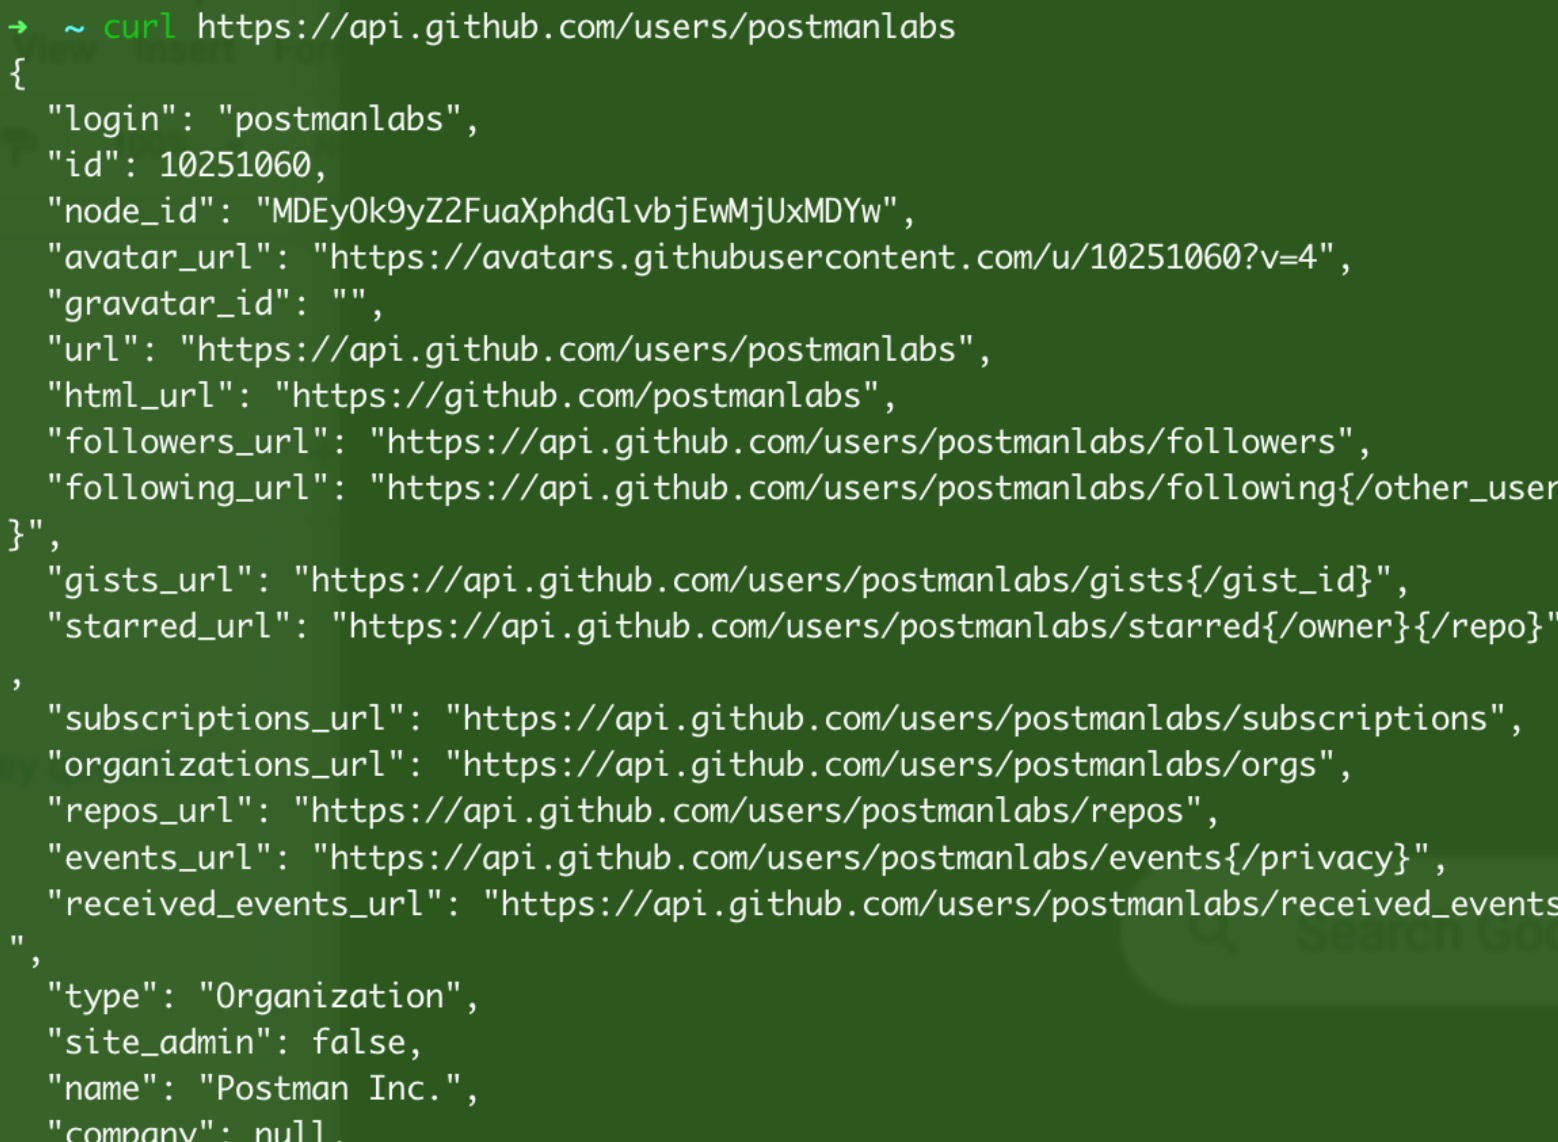 ➜  ~ curl https://api.github.com/users/postmanlabs
View Insert For
{
  "login": "postmanlabs",
  "id": 10251060,
  "node_id": "MDEyOk9yZ2FuaXphdGlvbjEwMjUxMDYw",
  "avatar_url": "https://avatars.githubusercontent.com/u/10251060?v=4",
  "gravatar_id": "",
  "url": "https://api.github.com/users/postmanlabs",
  "html_url": "https://github.com/postmanlabs",
  "followers_url": "https://api.github.com/users/postmanlabs/followers",
  "following_url": "https://api.github.com/users/postmanlabs/following{/other_user
}",
  "gists_url": "https://api.github.com/users/postmanlabs/gists{/gist_id}",
  "starred_url": "https://api.github.com/users/postmanlabs/starred{/owner}{/repo}"
,
  "subscriptions_url": "https://api.github.com/users/postmanlabs/subscriptions",
  "organizations_url": "https://api.github.com/users/postmanlabs/orgs",
  "repos_url": "https://api.github.com/users/postmanlabs/repos",
  "events_url": "https://api.github.com/users/postmanlabs/events{/privacy}",
  "received_events_url": "https://api.github.com/users/postmanlabs/received_events
Search Goo
",
  "type": "Organization",
  "site_admin": false,
  "name": "Postman Inc.",
  "company": null,